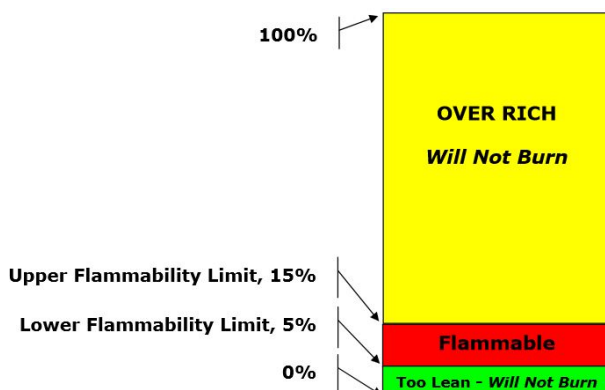 100%
OVER RICH
Will Not Burn
Upper Flammability Limit, 15%
Lower Flammability Limit, 5%
Flammable
0%
Too Lean - Will Not Burn